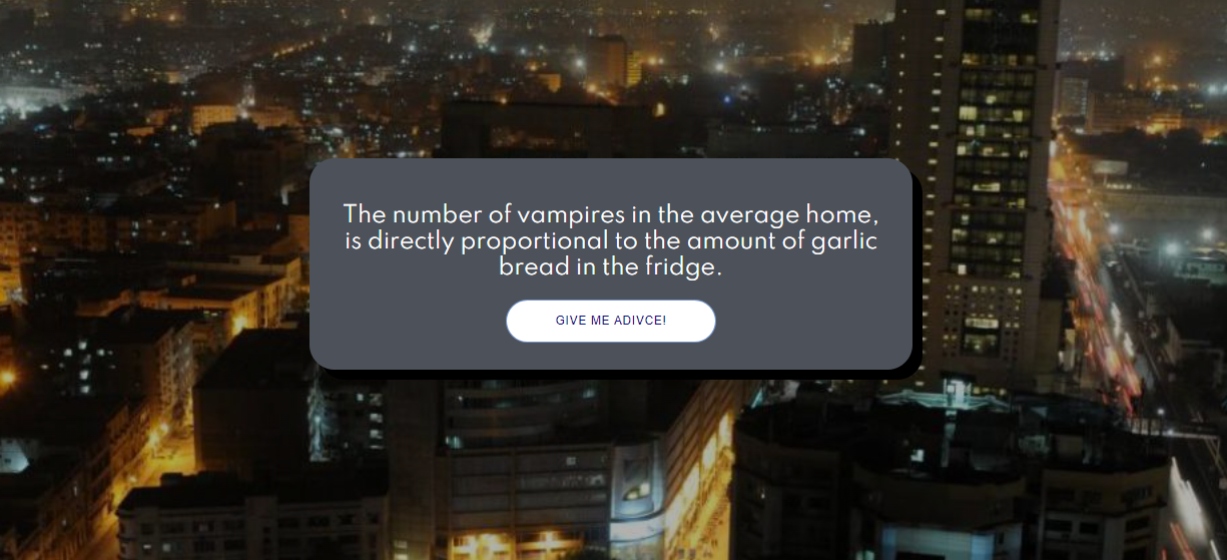 The number of vampires in the average home,
is directly proportional to the amount of garlic
bread in the fridge.
GIVE ME ADIVCE!